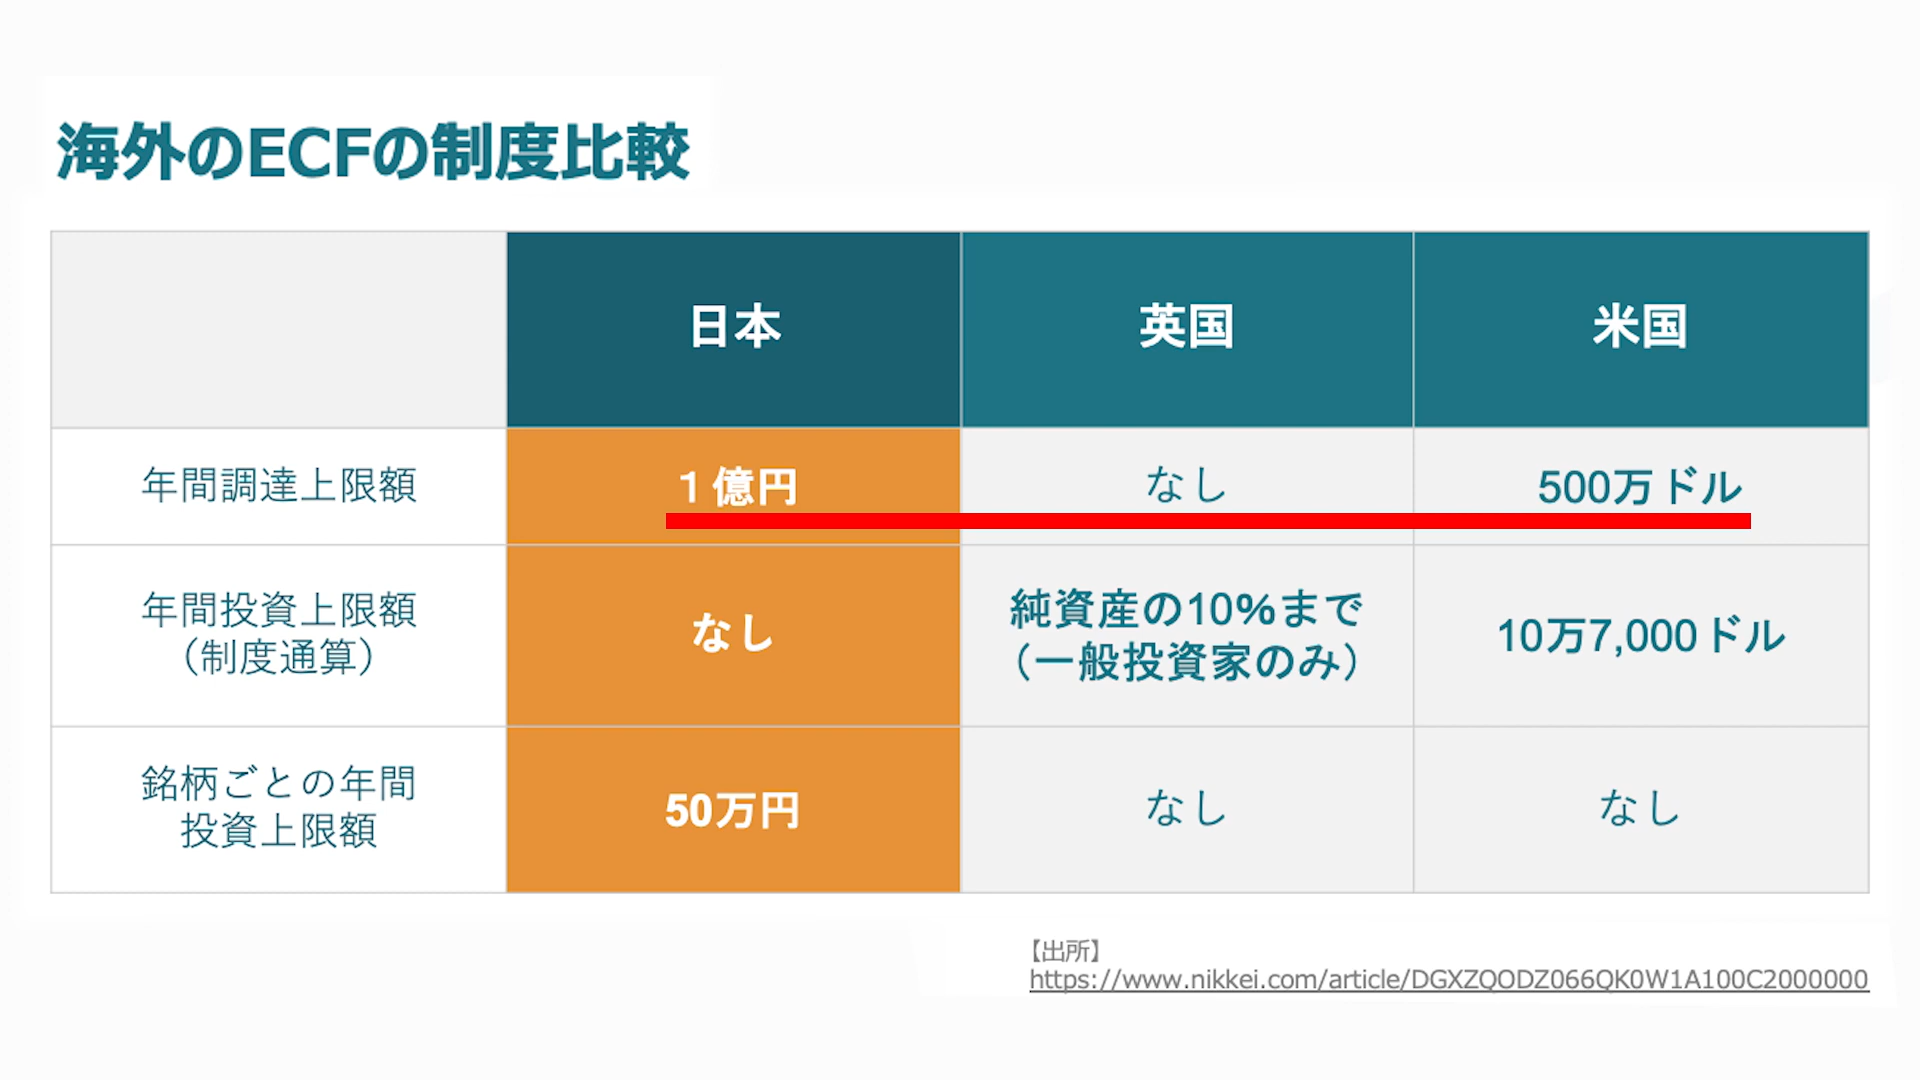 海外のECFの制度比較
日本
英国
米国
年間調達上限額
1億円
なし
500万ドル
年間投資上限額
（制度通算）
なし
純資産の10%まで
（一般投資家のみ）
10万7,000ドル
銘柄ごとの年間
投資上限額
50万円
なし
なし
【出所】
https://www.nikkei.com/article/DGXZQODZ066QK0W1A100C2000000